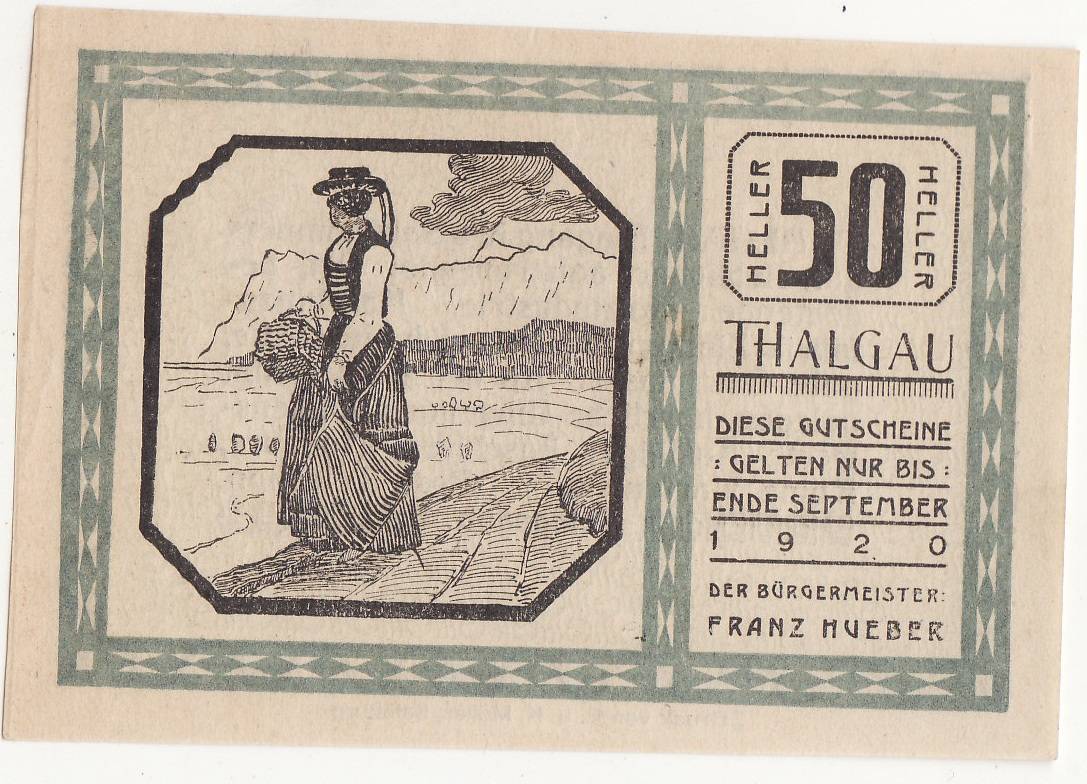 HELLER 50 HELLER
THALGAU
DIESE GUTSCHEINE
: GELTEN NUR BIS :
ENDE SEPTEMBER
1 9 2 0
DER BÜRGERMEISTER:
FRANZ HUEBER